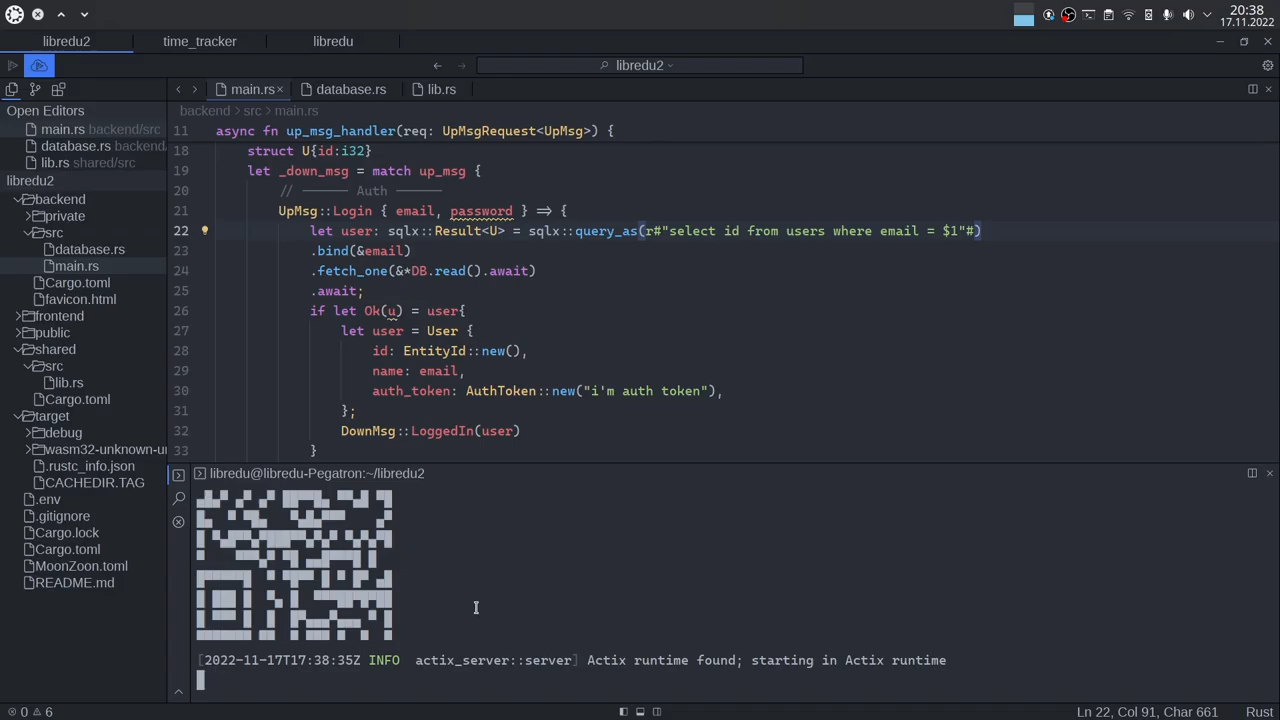 20:38
17.11.2022
libredu2 time_tracker libredu
libredu2
main.rs database.rs lib.rs
Open Editors
main.rs backend/src
database.rs backend/
lib.rs shared/src
libredu2
backend
private
src
database.rs
main.rs
Cargo.toml
favicon.html
frontend
public
shared
src
lib.rs
Cargo.toml
target
debug
wasm32-unknown-un
.rustc_info.json
CACHEDIR.TAG
.env
.gitignore
Cargo.lock
Cargo.toml
MoonZoon.toml
README.md
backend src main.rs
11 async fn up_msg_handler(req: UpMsgRequest<UpMsg>) {
18 struct U{id:i32}
19 let _down_msg = match up_msg {
20 // ------ Auth ------
21 UpMsg::Login { email, password } => {
22 let user: sqlx::Result<U> = sqlx::query_as(r#"select id from users where email = $1"#)
23 .bind(&email)
24 .fetch_one(&*DB.read().await)
25 .await;
26 if let Ok(u) = user{
27 let user = User {
28 id: EntityId::new(),
29 name: email,
30 auth_token: AuthToken::new("i'm auth token"),
31 };
32 DownMsg::LoggedIn(user)
33 }
libredu@libredu-Pegatron:~/libredu2
[2022-11-17T17:38:35Z INFO actix_server::server] Actix runtime found; starting in Actix runtime
0 6
Ln 22, Col 91, Char 661 Rust